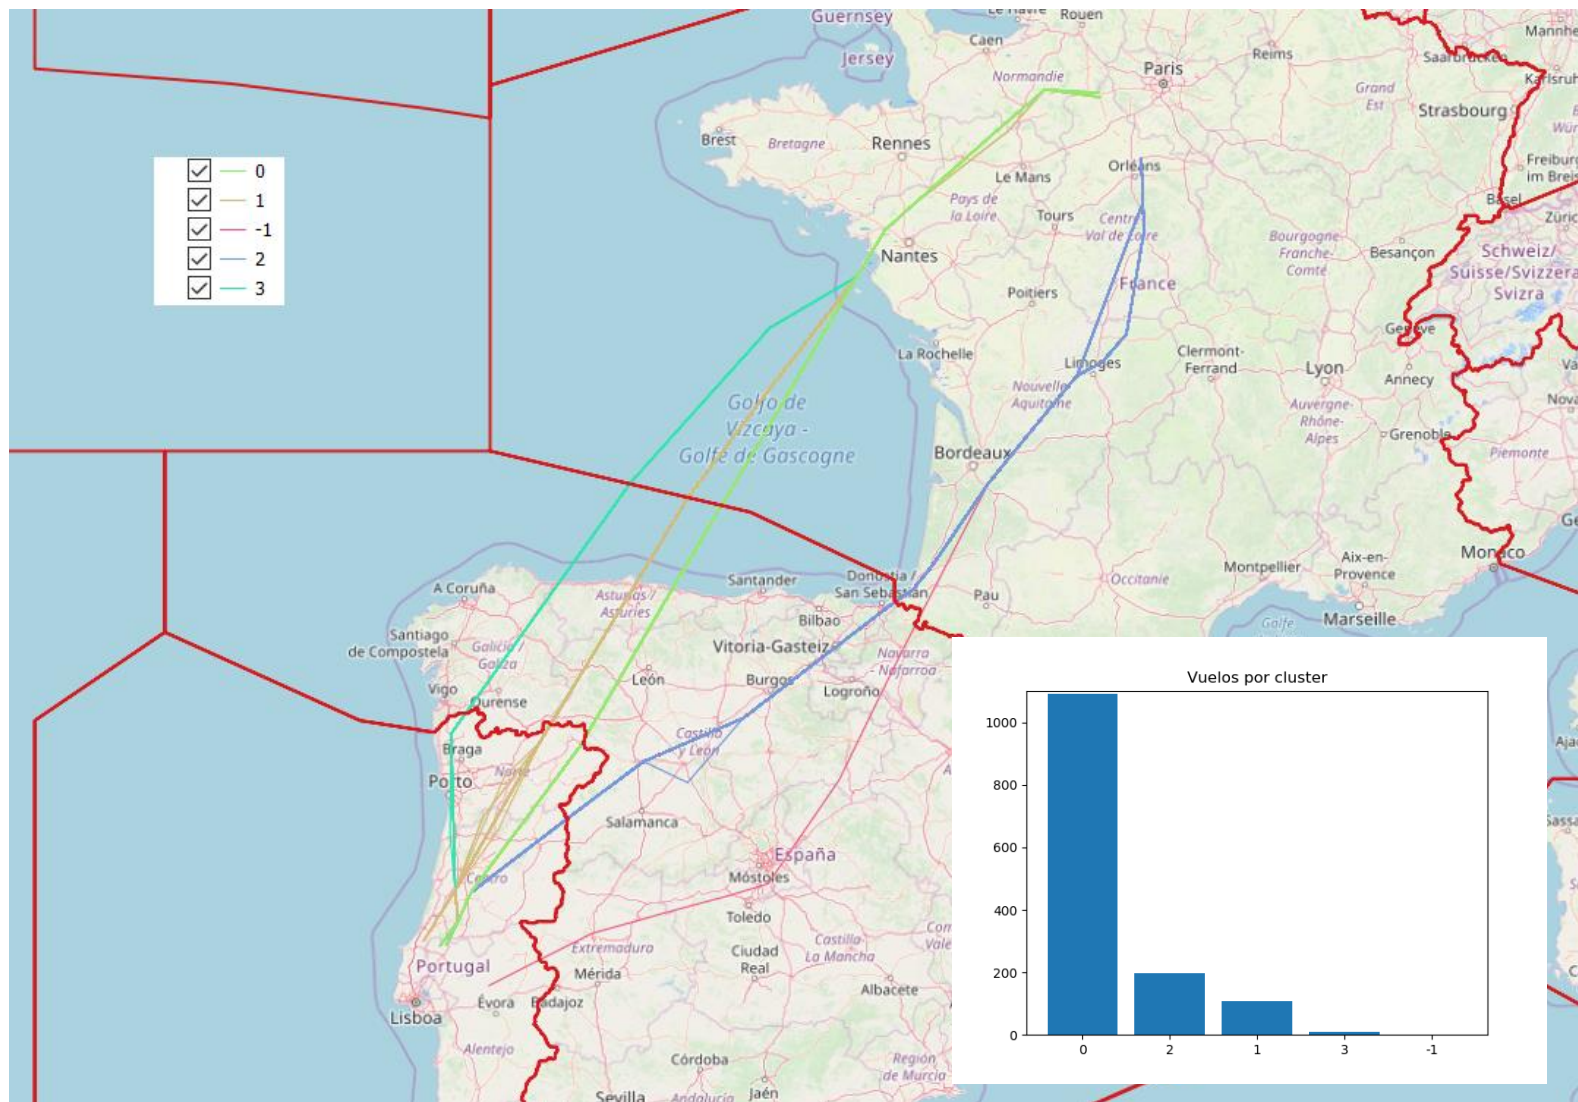 Guernsey
Le Havre
Rouen
Jersey
Caen
Reims
Saarbrücken
Normandie
Paris
Grand
Est
Strasbourg
Brest
Bretagne
Rennes
Le Mans
Orléans
Pays de
la Loire
Tours
Centre
Val de Loire
Basel
Nantes
Bourgogne-
Franche-
Comté
Besançon
Schweiz/
Suisse/Svizzera
Svizra
France
Poitiers
Genève
La Rochelle
Limoges
Clermont-
Ferrand
Lyon
Annecy
Nouvelle
Aquitaine
Auvergne-
Rhône-
Alpes
Grenoble
Piemonte
Golfo de
Vizcaya -
Golfe de Gascogne
Bordeaux
Monaco
Aix-en-
Provence
Montpellier
Marseille
Occitanie
Pau
Golfe
0
1
-1
2
3
A Coruña
Asturias /
Asturies
Santander
Donostia /
San Sebastián
Bilbao
Santiago
de Compostela
Galicia /
Galiza
Vitoria-Gasteiz
Navarra
- Nafarroa
Vigo
Ourense
León
Burgos
Logroño
Braga
Castilla
y León
Norte
Porto
Salamanca
España
Móstoles
Centro
Toledo
Extremadura
Ciudad
Real
Castilla-
La Mancha
Portugal
Mérida
Albacete
Évora
Badajoz
Lisboa
Alentejo
Córdoba
Región
de Murcia
Sevilla
Andalucía
Jaén
Vuelos por cluster
1000
800
600
400
200
0
0 2 1 3 -1